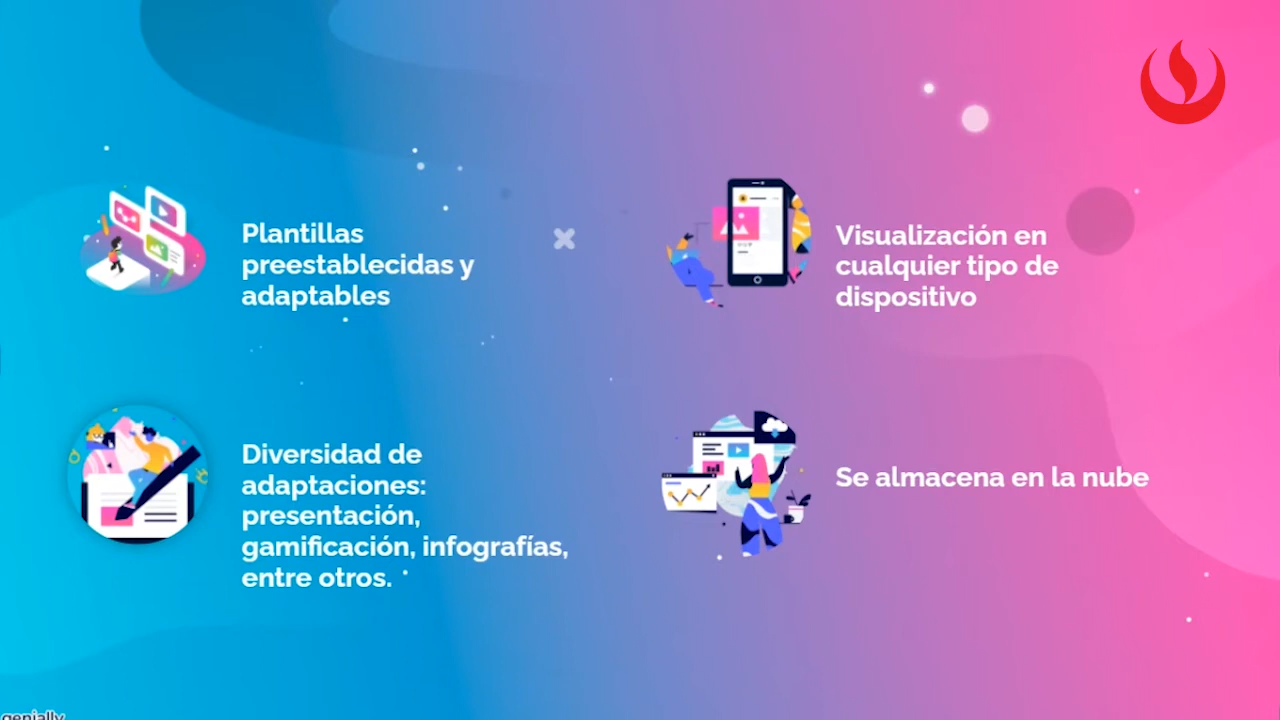 Plantillas
preestablecidas y
adaptables
Visualización en
cualquier tipo de
dispositivo
Diversidad de
adaptaciones:
presentación,
gamificación, infografías,
entre otros.
Se almacena en la nube
genially